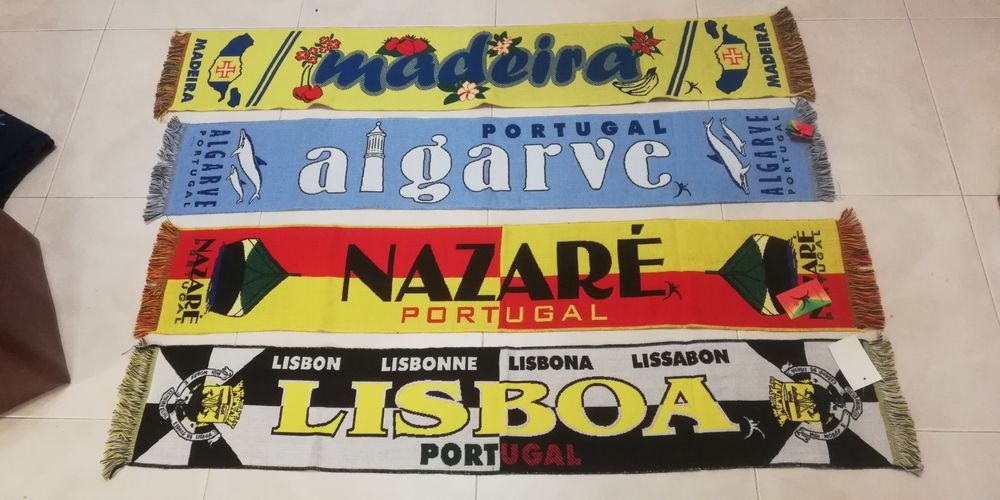 MADEIRA
madeira
MADEIRA
ALGARVE
PORTUGAL
PORTUGAL
algarve
ALGARVE
PORTUGAL
NAZARÉ
PORTUGAL
NAZARÉ
PORTUGAL
NAZARÉ
LISBON LISBONNE LISBONA LISSABON
LISBOA
PORTUGAL